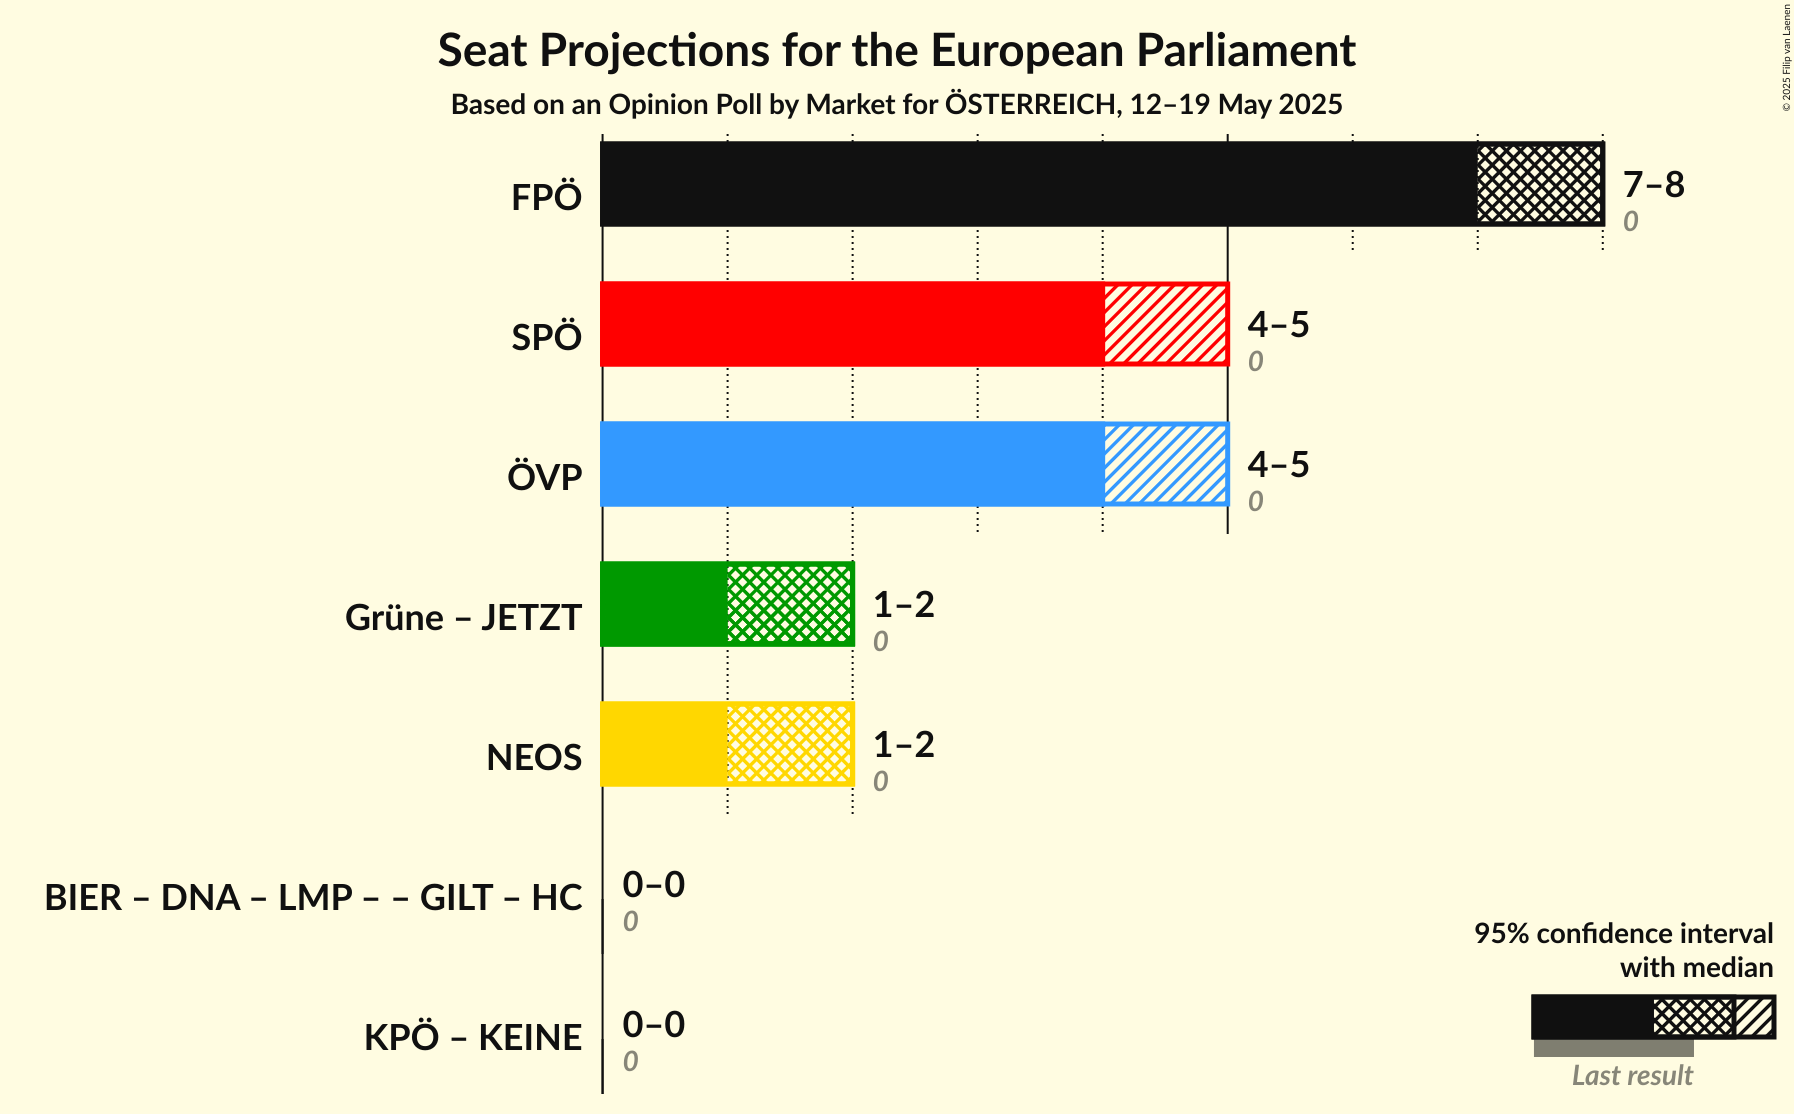 Seat Projections for the European Parliament
Based on an Opinion Poll by Market for ÖSTERREICH, 12–19 May 2025
© 2025 Filip van Laenen
FPÖ
7–8
0
SPÖ
4–5
0
ÖVP
4–5
0
Grüne – JETZT
1–2
0
NEOS
1–2
0
BIER – DNA – LMP – – GILT – HC
0–0
0
KPÖ – KEINE
0–0
0
95% confidence interval
with median
Last result